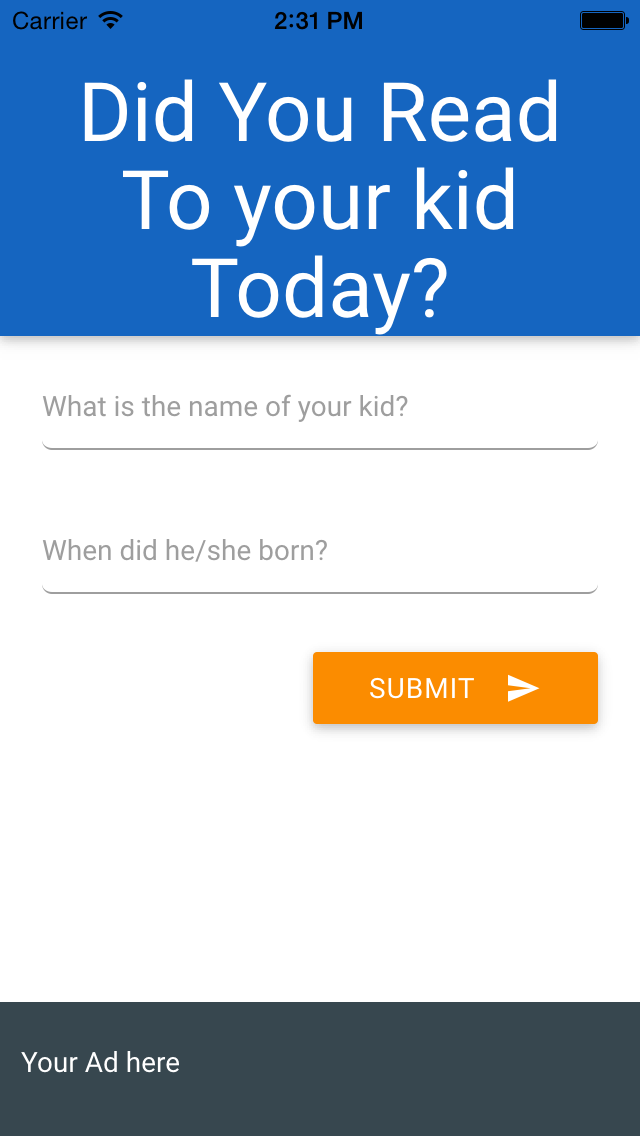 Carrier 2:31 PM
Did You Read
To your kid
Today?
What is the name of your kid?
When did he/she born?
SUBMIT
Your Ad here